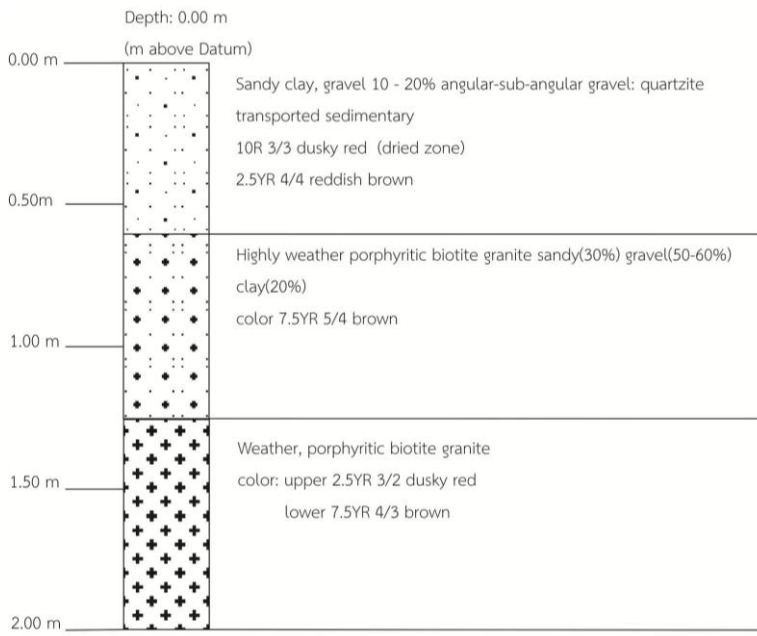 Depth: 0.00 m
(m above Datum)
0.00 m
Sandy clay, gravel 10 - 20% angular-sub-angular gravel: quartzite
transported sedimentary
10R 3/3 dusky red (dried zone)
2.5YR 4/4 reddish brown
0.50m
Highly weather porphyritic biotite granite sandy(30%) gravel(50-60%)
clay(20%)
color 7.5YR 5/4 brown
1.00 m
Weather, porphyritic biotite granite
color: upper 2.5YR 3/2 dusky red
1.50 m
lower 7.5YR 4/3 brown
2.00 m